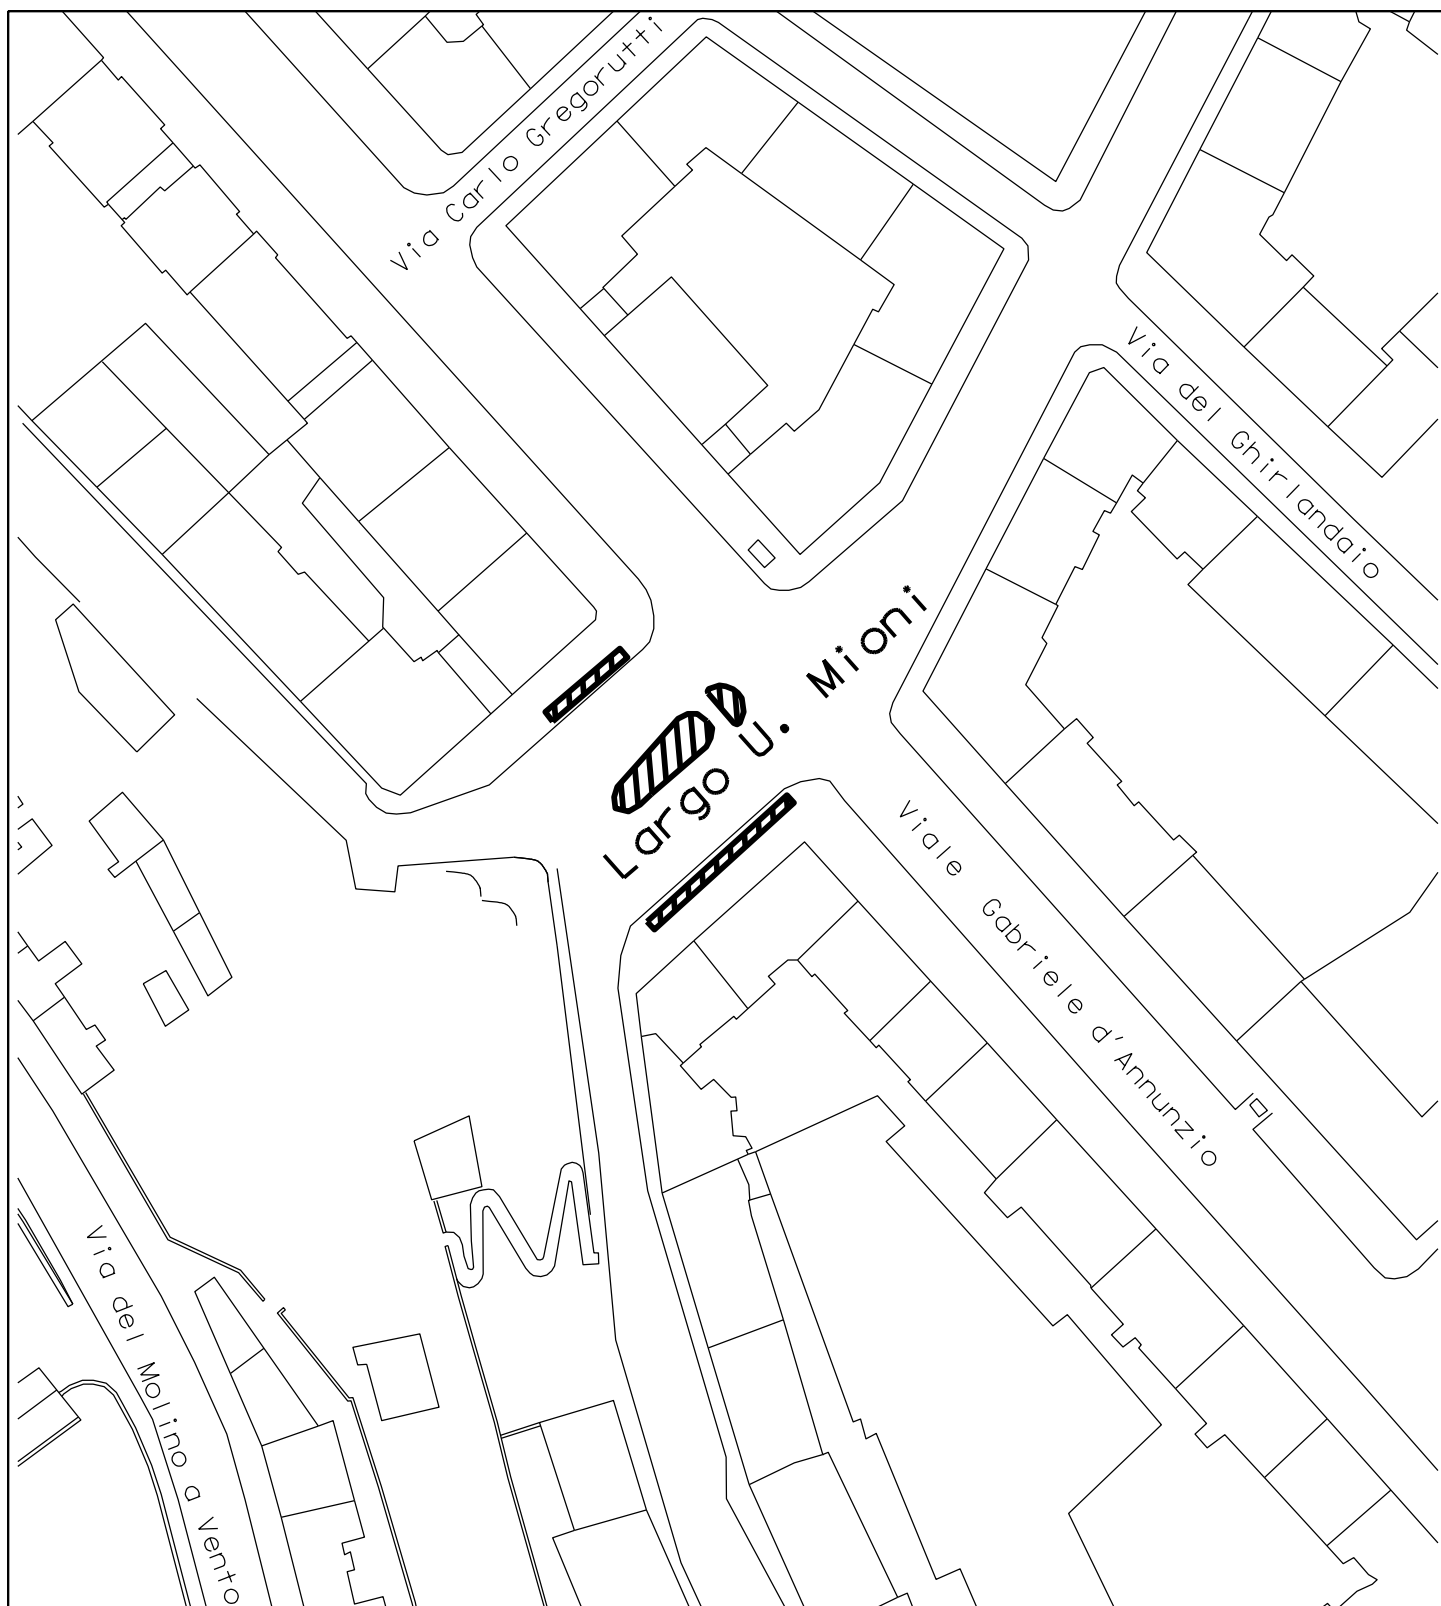 Via Carlo Gregorutti
Via del Ghirlandaio
Largo U. Mioni
Viale Gabriele d'Annunzio
Via del Molino a Vento